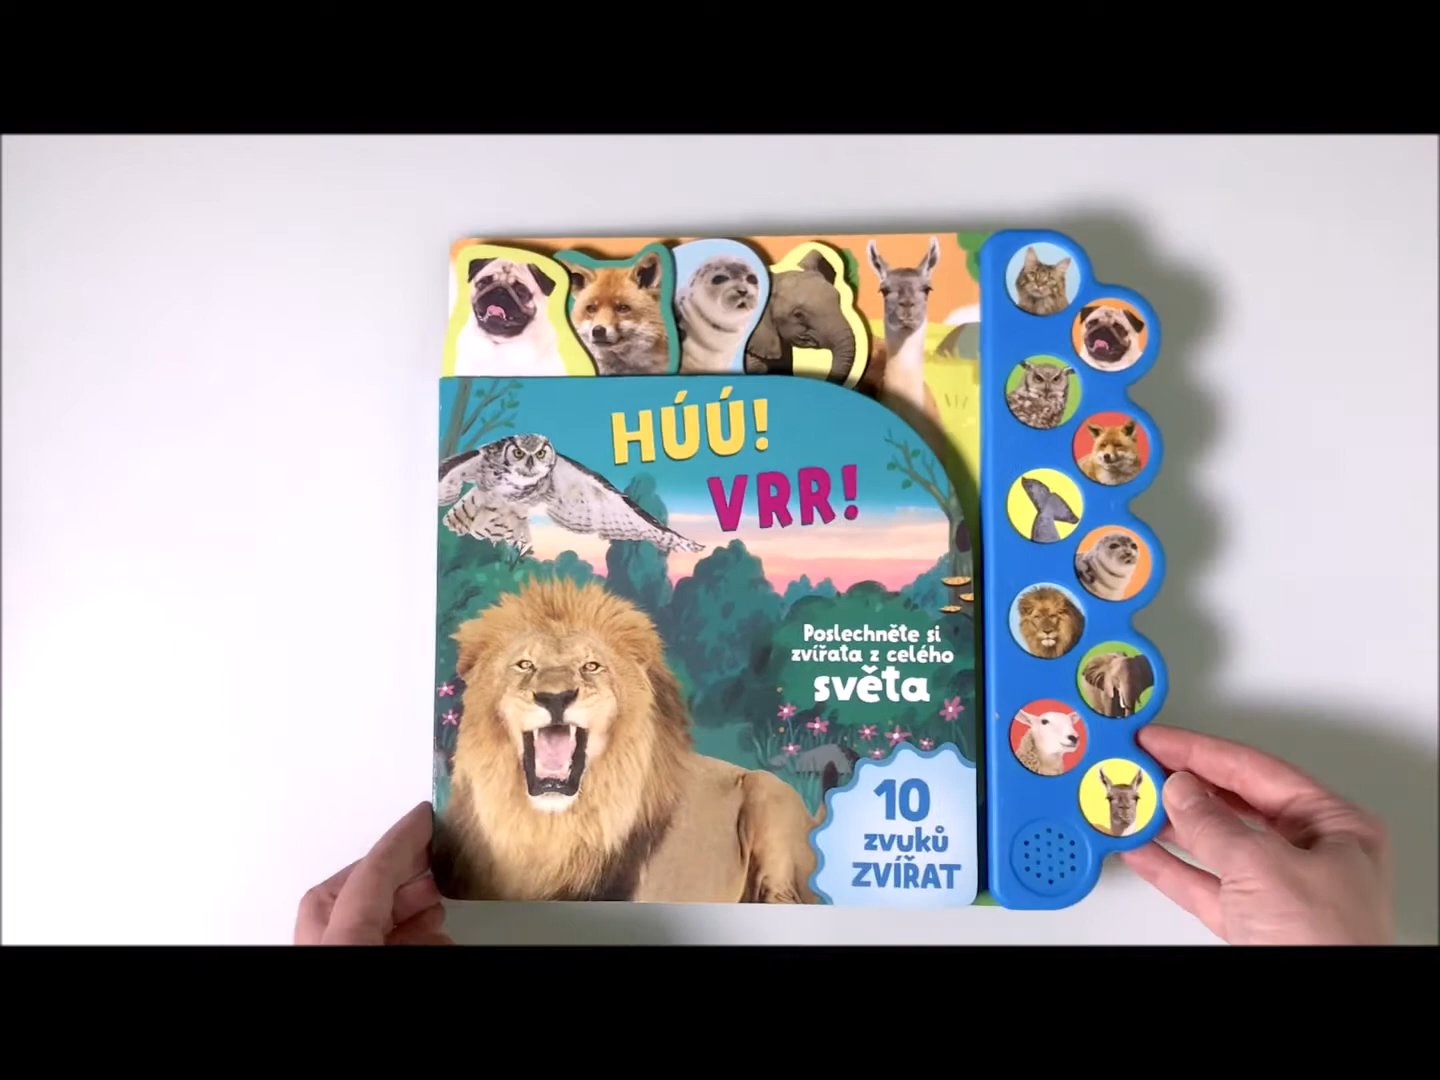 HÚÚ!
VRR!
Poslechněte si
zvířata z celého
světa
10
zvuků
ZVÍŘAT